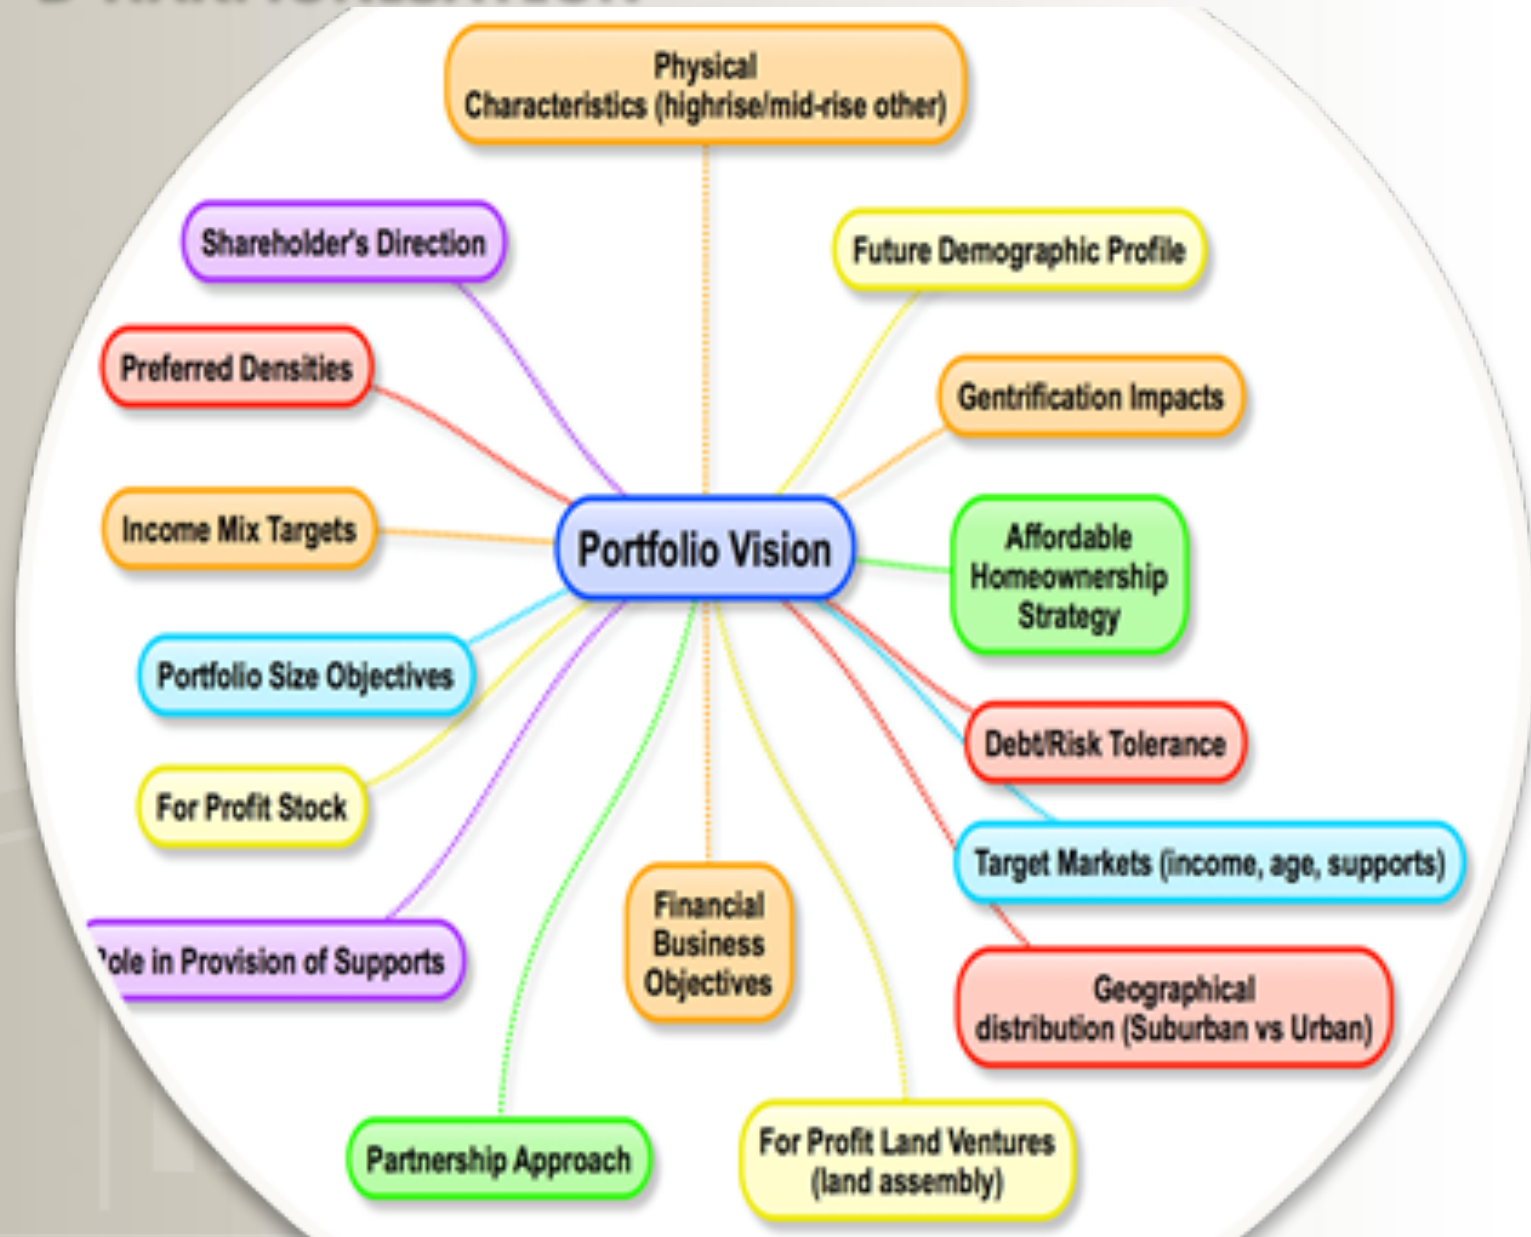 Physical
Characteristics (highrise/mid-rise other)
Shareholder's Direction
Future Demographic Profile
Preferred Densities
Gentrification Impacts
Income Mix Targets
Portfolio Vision
Affordable
Homeownership
Strategy
Portfolio Size Objectives
Debt/Risk Tolerance
For Profit Stock
Target Markets (income, age, supports)
Financial
Business
Objectives
in Provision of Supports
Geographical
distribution (Suburban vs Urban)
Partnership Approach
For Profit Land Ventures
(land assembly)